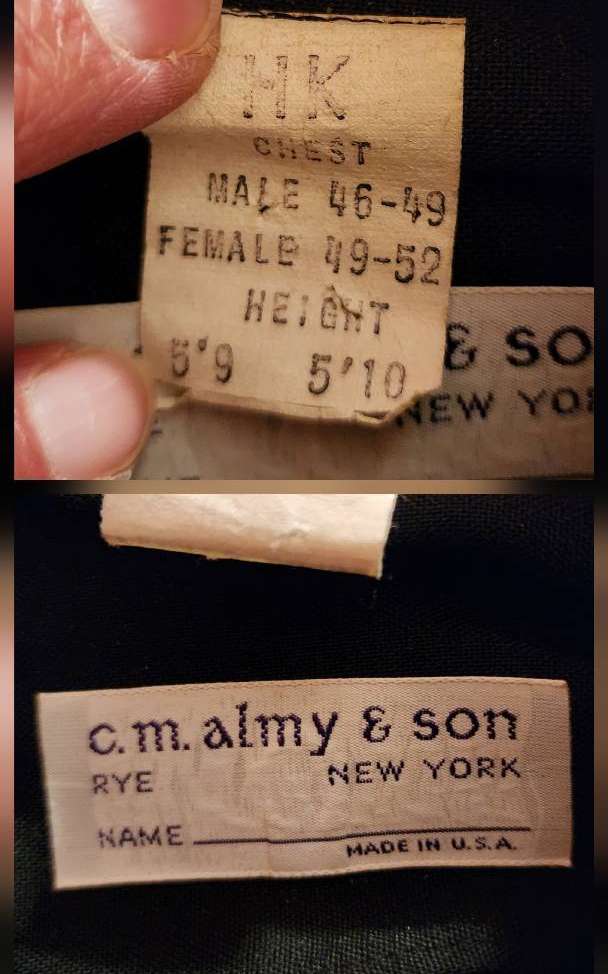 HK
CHEST
MALE 46-49
FEMALE 49-52
HEIGHT
5'9 5'10
& SO
NEW YO
c.m. almy & son
RYE NEW YORK
NAME
MADE IN U.S.A.